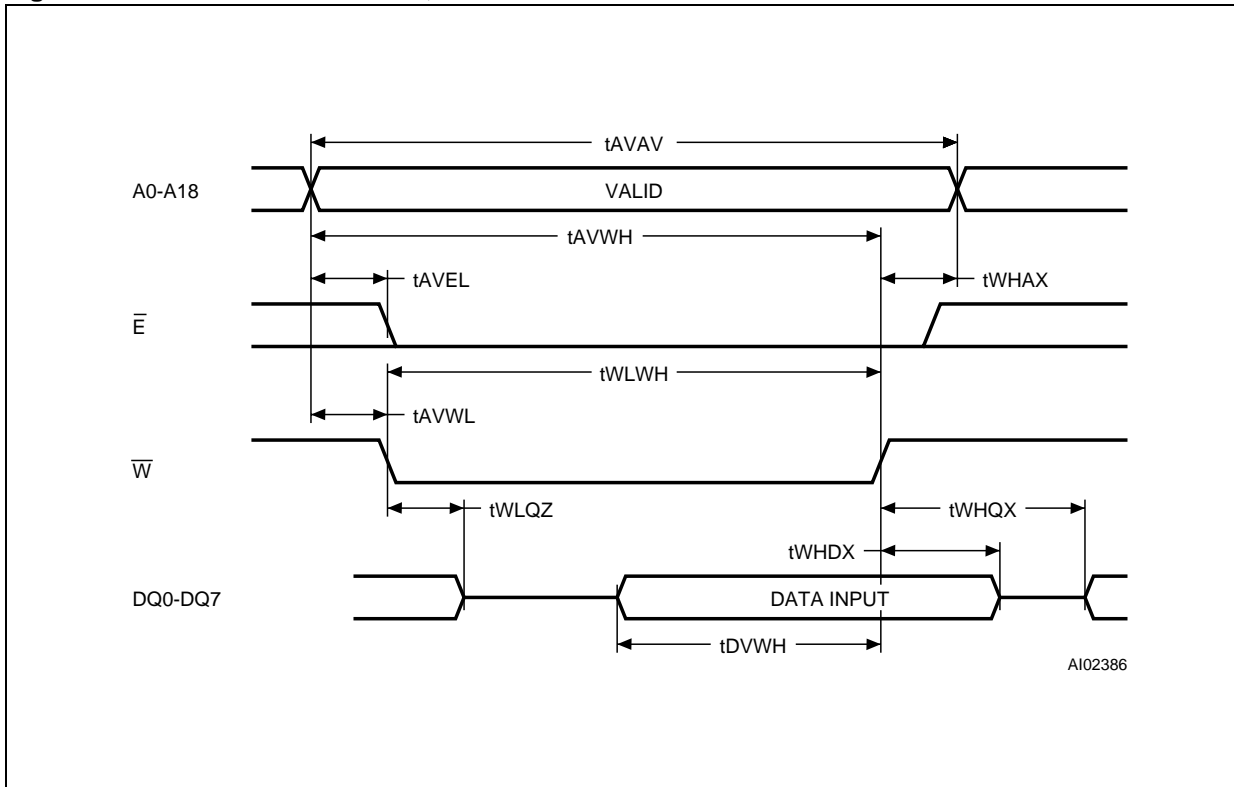 tAVAV
A0-A18
VALID
tAVWH
tAVEL
tWHAX
E
tWLWH
tAVWL
W
tWLQZ
tWHQX
tWHDX
DQ0-DQ7
DATA INPUT
tDVWH
AI02386